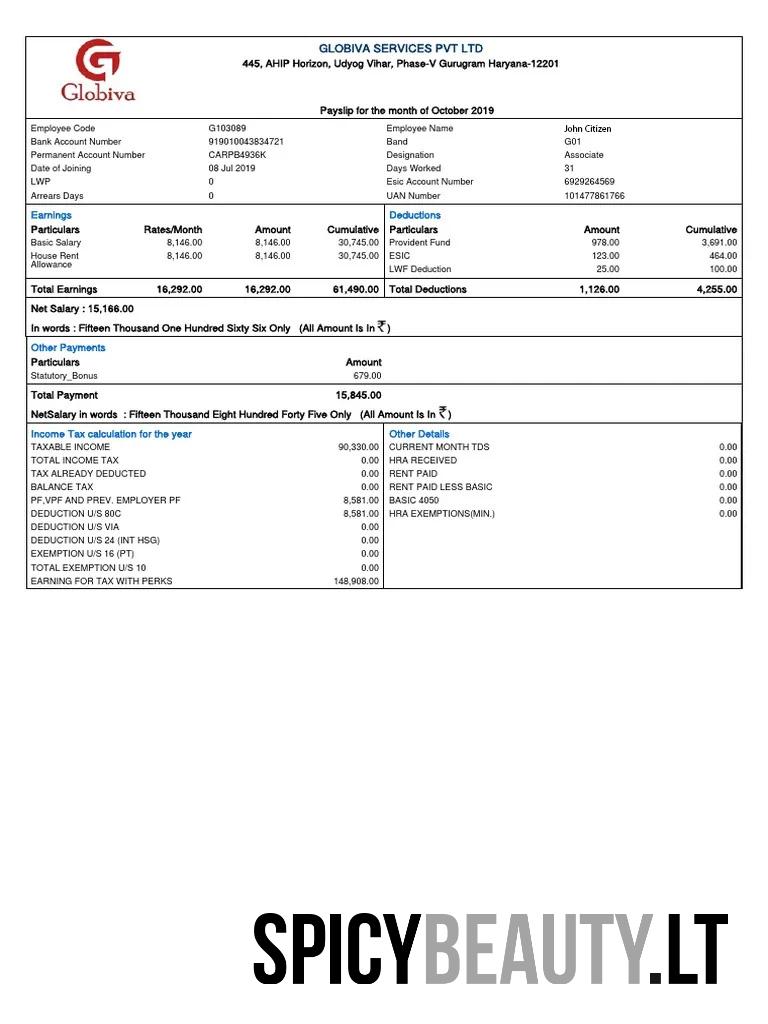 GLOBIVA SERVICES PVT LTD
445, AHIP Horizon, Udyog Vihar, Phase-V Gurugram Haryana-12201
G
Globiva
Payslip for the month of October 2019
Employee Code G103089 Employee Name John Citizen
Bank Account Number 919010043834721 Band G01
Permanent Account Number CARPB4936K Designation Associate
Date of Joining 08 Jul 2019 Days Worked 31
LWP 0 Esic Account Number 6929264569
Arrears Days 0 UAN Number 101477861766
Earnings Deductions
Particulars Rates/Month Amount Cumulative Particulars Amount Cumulative
Basic Salary 8,146.00 8,146.00 30,745.00 Provident Fund 978.00 3,691.00
House Rent Allowance 8,146.00 8,146.00 30,745.00 ESIC 123.00 464.00
LWF Deduction 25.00 100.00
Total Earnings 16,292.00 16,292.00 61,490.00 Total Deductions 1,126.00 4,255.00
Net Salary : 15,166.00
In words : Fifteen Thousand One Hundred Sixty Six Only (All Amount Is In ₹)
Other Payments
Particulars Amount
Statutory_Bonus 679.00
Total Payment 15,845.00
NetSalary in words : Fifteen Thousand Eight Hundred Forty Five Only (All Amount Is In ₹)
Income Tax calculation for the year Other Details
TAXABLE INCOME 90,330.00 CURRENT MONTH TDS 0.00
TOTAL INCOME TAX 0.00 HRA RECEIVED 0.00
TAX ALREADY DEDUCTED 0.00 RENT PAID 0.00
BALANCE TAX 0.00 RENT PAID LESS BASIC 0.00
PF,VPF AND PREV. EMPLOYER PF 8,581.00 BASIC 4050 0.00
DEDUCTION U/S 80C 8,581.00 HRA EXEMPTIONS(MIN.) 0.00
DEDUCTION U/S VIA 0.00
DEDUCTION U/S 24 (INT HSG) 0.00
EXEMPTION U/S 16 (PT) 0.00
TOTAL EXEMPTION U/S 10 0.00
EARNING FOR TAX WITH PERKS 148,908.00
SPICYBEAUTY.LT